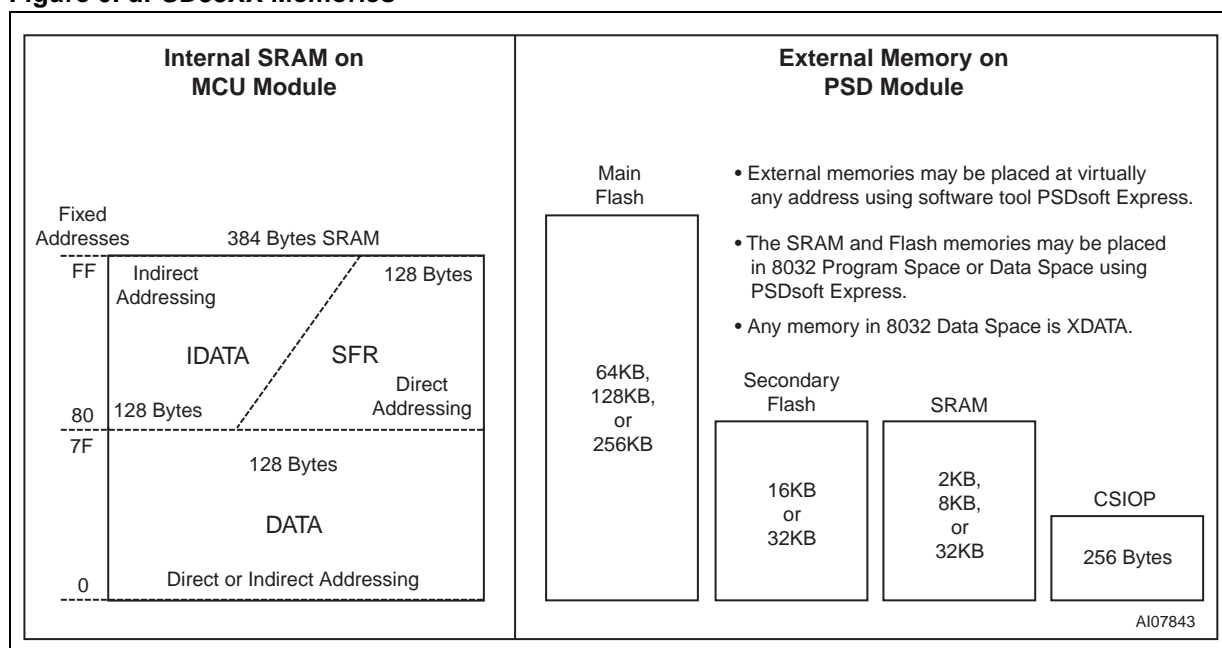 Internal SRAM on
MCU Module
Fixed
Addresses
384 Bytes SRAM
FF
Indirect
Addressing
128 Bytes
IDATA
SFR
Direct
Addressing
128 Bytes
80
7F
128 Bytes
DATA
Direct or Indirect Addressing
0
External Memory on
PSD Module
• External memories may be placed at virtually
any address using software tool PSDsoft Express.
• The SRAM and Flash memories may be placed
in 8032 Program Space or Data Space using
PSDsoft Express.
• Any memory in 8032 Data Space is XDATA.
Main
Flash
64KB,
128KB,
or
256KB
Secondary
Flash
16KB
or
32KB
SRAM
2KB,
8KB,
or
32KB
CSIOP
256 Bytes
AI07843